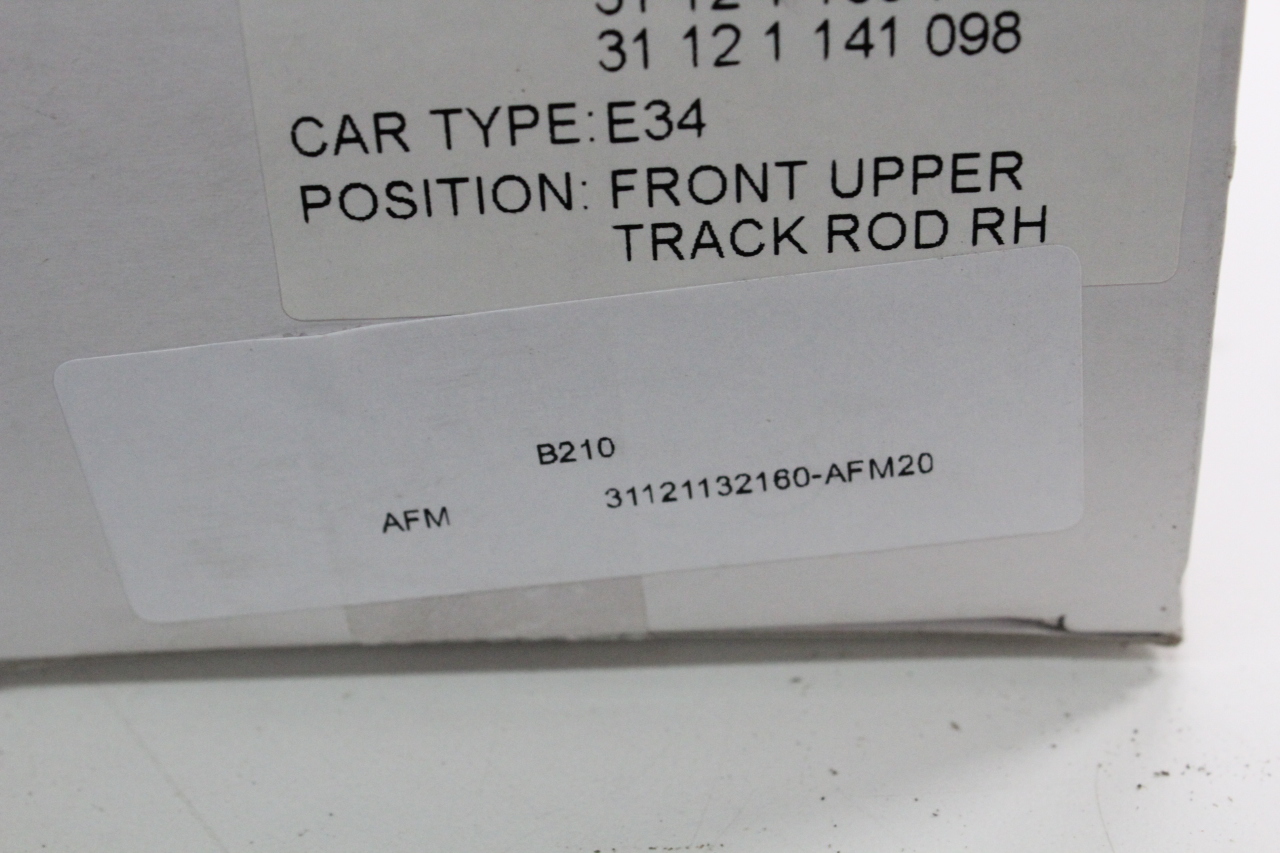 31 12 1 141 098
CAR TYPE: E34
POSITION: FRONT UPPER
TRACK ROD RH
B210
AFM 31121132160-AFM20